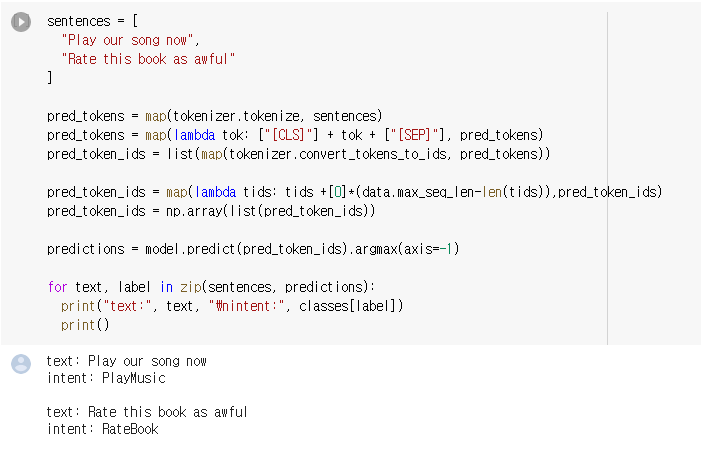 sentences = [
  "Play our song now",
  "Rate this book as awful"
]

pred_tokens = map(tokenizer.tokenize, sentences)
pred_tokens = map(lambda tok: ["[CLS]"] + tok + ["[SEP]"], pred_tokens)
pred_token_ids = list(map(tokenizer.convert_tokens_to_ids, pred_tokens))

pred_token_ids = map(lambda tids: tids +[0]*(data.max_seq_len-len(tids)),pred_token_ids)
pred_token_ids = np.array(list(pred_token_ids))

predictions = model.predict(pred_token_ids).argmax(axis=-1)

for text, label in zip(sentences, predictions):
  print("text:", text, "₩nintent:", classes[label])
  print()
text: Play our song now
intent: PlayMusic

text: Rate this book as awful
intent: RateBook